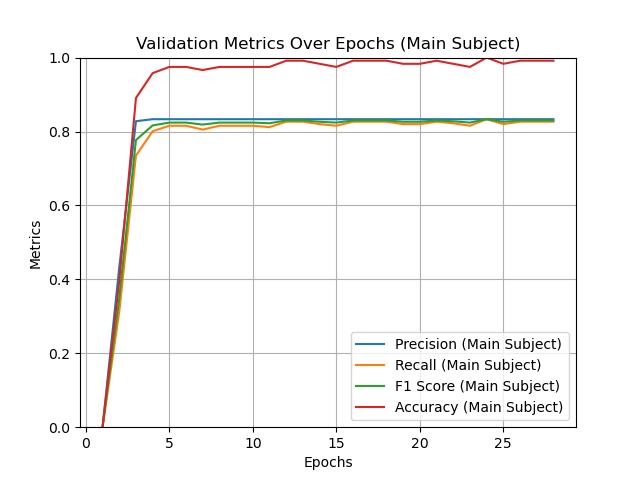 Validation Metrics Over Epochs (Main Subject)
1.0
0.8
0.6
0.4
0.2
0.0
Metrics
Precision (Main Subject)
Recall (Main Subject)
F1 Score (Main Subject)
Accuracy (Main Subject)
0 5 10 15 20 25
Epochs